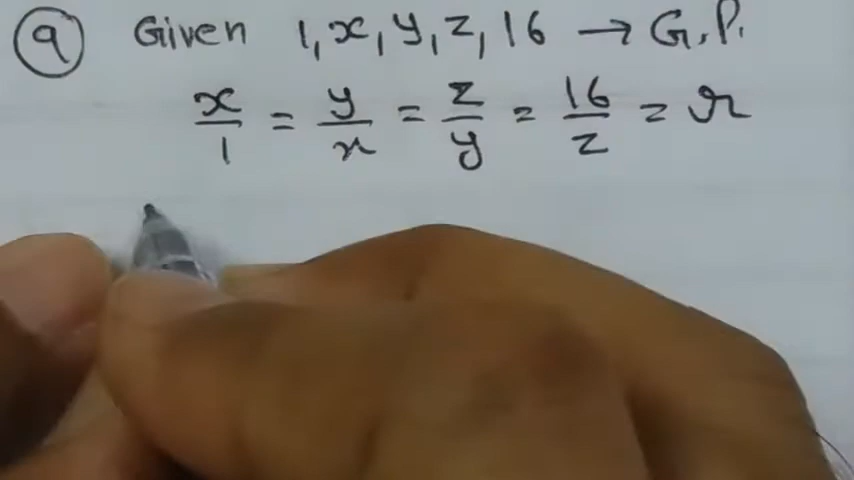 9 Given 1, x, y, z, 16 → G.P.
x/1 = y/x = z/y = 16/z = r